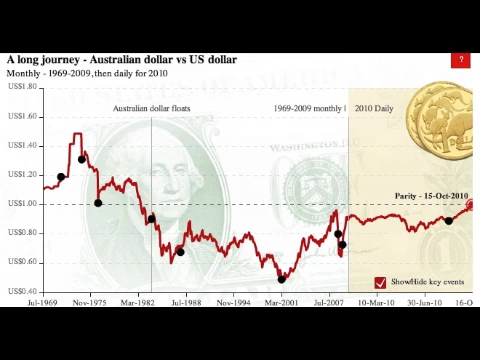 A long journey - Australian dollar vs US dollar
?
Monthly - 1969-2009, then daily for 2010
US$1.80
US$1.60
US$1.40
US$1.20
US$1.00
US$0.80
US$0.60
US$0.40
Australian dollar floats
1969-2009 monthly
2010 Daily
WASHINGTON
Parity - 15-Oct-2010
Show/Hide key events
Jul-1969
Nov-1975
Mar-1982
Jul-1988
Nov-1994
Mar-2001
Jul-2007
10-Mar-10
30-Jun-10
16-O